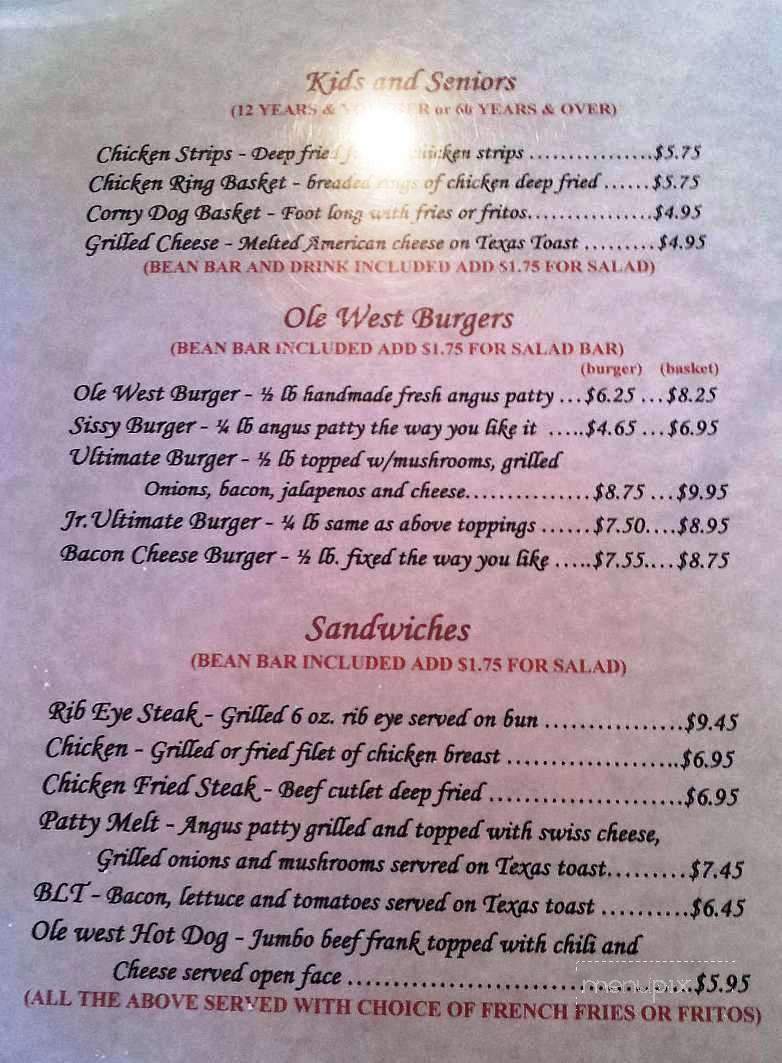 Kids and Seniors
(12 YEARS & or 60 YEARS & OVER)
Chicken Strips - Deep fried chicken strips ................$5.75
Chicken Ring Basket - breaded rings of chicken deep fried ......$5.75
Corny Dog Basket - Foot long with fries or fritos................$4.95
Grilled Cheese - Melted American cheese on Texas Toast .........$4.95
(BEAN BAR AND DRINK INCLUDED ADD $1.75 FOR SALAD)
Ole West Burgers
(BEAN BAR INCLUDED ADD $1.75 FOR SALAD BAR)
(burger) (basket)
Ole West Burger - ½ lb handmade fresh angus patty ...$6.25 ...$8.25
Sissy Burger - ¼ lb angus patty the way you like it .....$4.65 ...$6.95
Ultimate Burger - ½ lb topped w/mushrooms, grilled
Onions, bacon, jalapenos and cheese................$8.75 ...$9.95
Jr. Ultimate Burger - ¼ lb same as above toppings ......$7.50....$8.95
Bacon Cheese Burger - ½ lb. fixed the way you like .....$7.55....$8.75
Sandwiches
(BEAN BAR INCLUDED ADD $1.75 FOR SALAD)
Rib Eye Steak - Grilled 6 oz. rib eye served on bun .................$9.45
Chicken - Grilled or fried filet of chicken breast .....................$6.95
Chicken Fried Steak - Beef cutlet deep fried ........................$6.95
Patty Melt - Angus patty grilled and topped with swiss cheese,
Grilled onions and mushrooms servred on Texas toast.........$7.45
BLT - Bacon, lettuce and tomatoes served on Texas toast ..........$6.45
Ole west Hot Dog - Jumbo beef frank topped with chili and
Cheese served open face ..........................................$5.95
menupix
(ALL THE ABOVE SERVED WITH CHOICE OF FRENCH FRIES OR FRITOS)